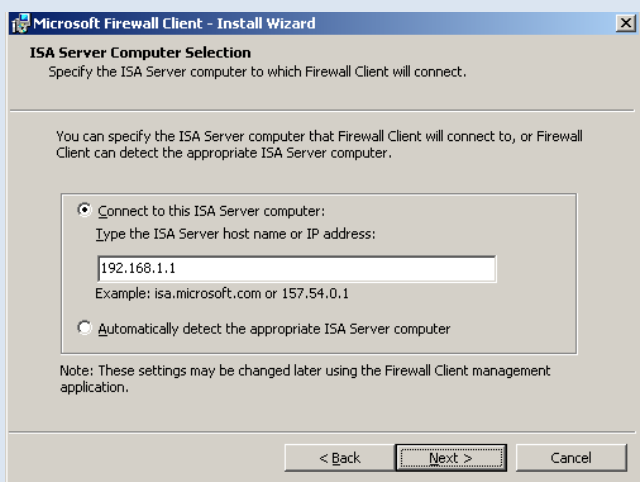 Microsoft Firewall Client - Install Wizard
ISA Server Computer Selection
Specify the ISA Server computer to which Firewall Client will connect.
You can specify the ISA Server computer that Firewall Client will connect to, or Firewall
Client can detect the appropriate ISA Server computer.
Connect to this ISA Server computer:
Type the ISA Server host name or IP address:
192.168.1.1
Example: isa.microsoft.com or 157.54.0.1
Automatically detect the appropriate ISA Server computer
Note: These settings may be changed later using the Firewall Client management
application.
< Back Next > Cancel